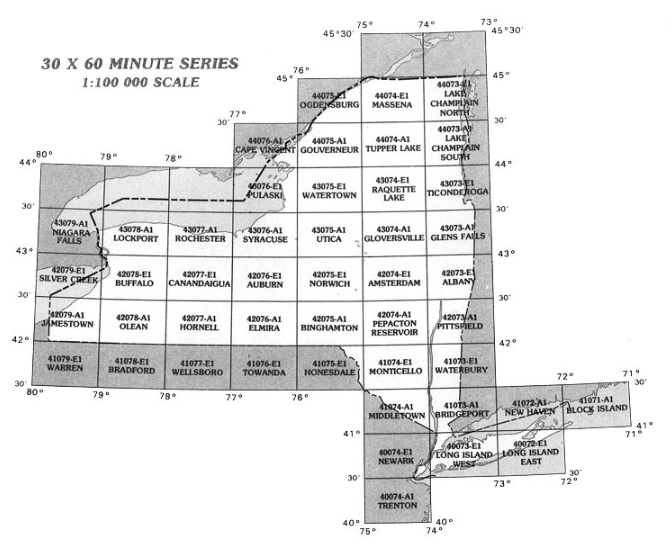 75°
74°
73°
45°30'
45°30'
30 X 60 MINUTE SERIES
1:100 000 SCALE
45°76°
45°
44075-E1
OGDENSBURG
44074-E1
MASSENA
44073-E1
LAKE
CHAMPLAIN
NORTH
77°
30'
30'
44076-A1
CAPE VINCENT
44075-A1
GOUVERNEUR
44074-A1
TUPPER LAKE
44073-A1
LAKE
CHAMPLAIN
SOUTH
80°
79°
78°
44°
44°
43076-E1
PULASKI
43075-E1
WATERTOWN
43074-E1
RAQUETTE
LAKE
43073-E1
TICONDEROGA
30'
30'
43079-A1
NIAGARA
FALLS
43078-A1
LOCKPORT
43077-A1
ROCHESTER
43076-A1
SYRACUSE
43075-A1
UTICA
43074-A1
GLOVERSVILLE
43073-A1
GLENS FALLS
43°
43°
42079-E1
SILVER CREEK
42078-E1
BUFFALO
42077-E1
CANANDAIGUA
42076-E1
AUBURN
42075-E1
NORWICH
42074-E1
AMSTERDAM
42073-E1
ALBANY
30'
30'
42079-A1
JAMESTOWN
42078-A1
OLEAN
42077-A1
HORNELL
42076-A1
ELMIRA
42075-A1
BINGHAMTON
42074-A1
PEPACTON
RESERVOIR
42073-A1
PITTSFIELD
42°
42°
41079-E1
WARREN
41078-E1
BRADFORD
41077-E1
WELLSBORO
41076-E1
TOWANDA
41075-E1
HONESDALE
41074-E1
MONTICELLO
41073-E1
WATERBURY
30'
30'
80°
79°
78°
77°
76°
72°
71°
41074-A1
MIDDLETOWN
41073-A1
BRIDGEPORT
41072-A1
NEW HAVEN
41071-A1
BLOCK ISLAND
41°
41°
71°
40074-E1
NEWARK
40073-E1
LONG ISLAND
WEST
40072-E1
LONG ISLAND
EAST
30'
73°
72°
30'
40074-A1
TRENTON
40°
75°
74°
40°